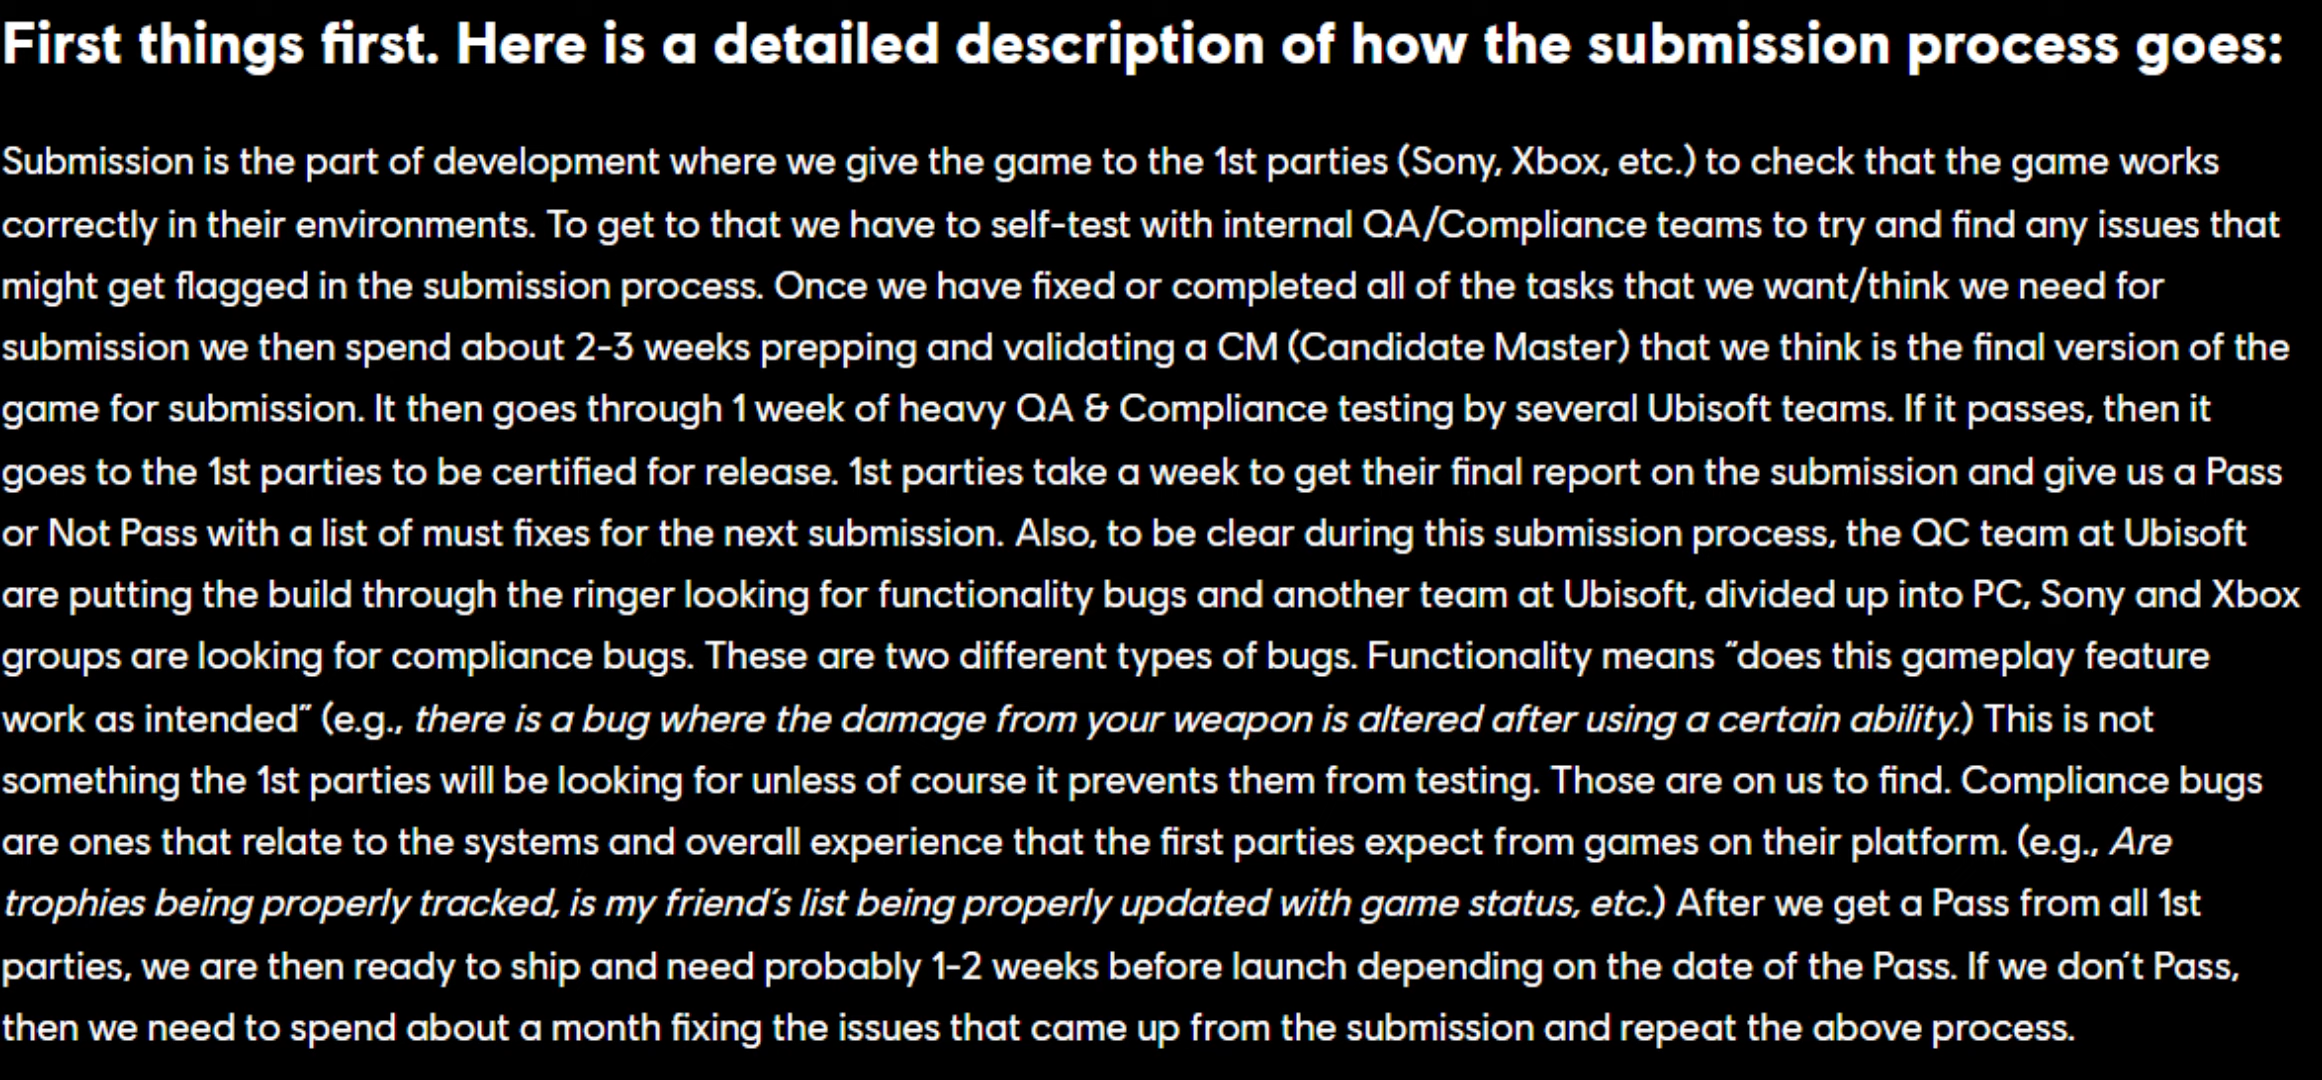 First things first. Here is a detailed description of how the submission process goes:
Submission is the part of development where we give the game to the 1st parties (Sony, Xbox, etc.) to check that the game works
correctly in their environments. To get to that we have to self-test with internal QA/Compliance teams to try and find any issues that
might get flagged in the submission process. Once we have fixed or completed all of the tasks that we want/think we need for
submission we then spend about 2-3 weeks prepping and validating a CM (Candidate Master) that we think is the final version of the
game for submission. It then goes through 1 week of heavy QA & Compliance testing by several Ubisoft teams. If it passes, then it
goes to the 1st parties to be certified for release. 1st parties take a week to get their final report on the submission and give us a Pass
or Not Pass with a list of must fixes for the next submission. Also, to be clear during this submission process, the QC team at Ubisoft
are putting the build through the ringer looking for functionality bugs and another team at Ubisoft, divided up into PC, Sony and Xbox
groups are looking for compliance bugs. These are two different types of bugs. Functionality means "does this gameplay feature
work as intended" (e.g., there is a bug where the damage from your weapon is altered after using a certain ability.) This is not
something the 1st parties will be looking for unless of course it prevents them from testing. Those are on us to find. Compliance bugs
are ones that relate to the systems and overall experience that the first parties expect from games on their platform. (e.g., Are
trophies being properly tracked, is my friend's list being properly updated with game status, etc.) After we get a Pass from all 1st
parties, we are then ready to ship and need probably 1-2 weeks before launch depending on the date of the Pass. If we don't Pass,
then we need to spend about a month fixing the issues that came up from the submission and repeat the above process.